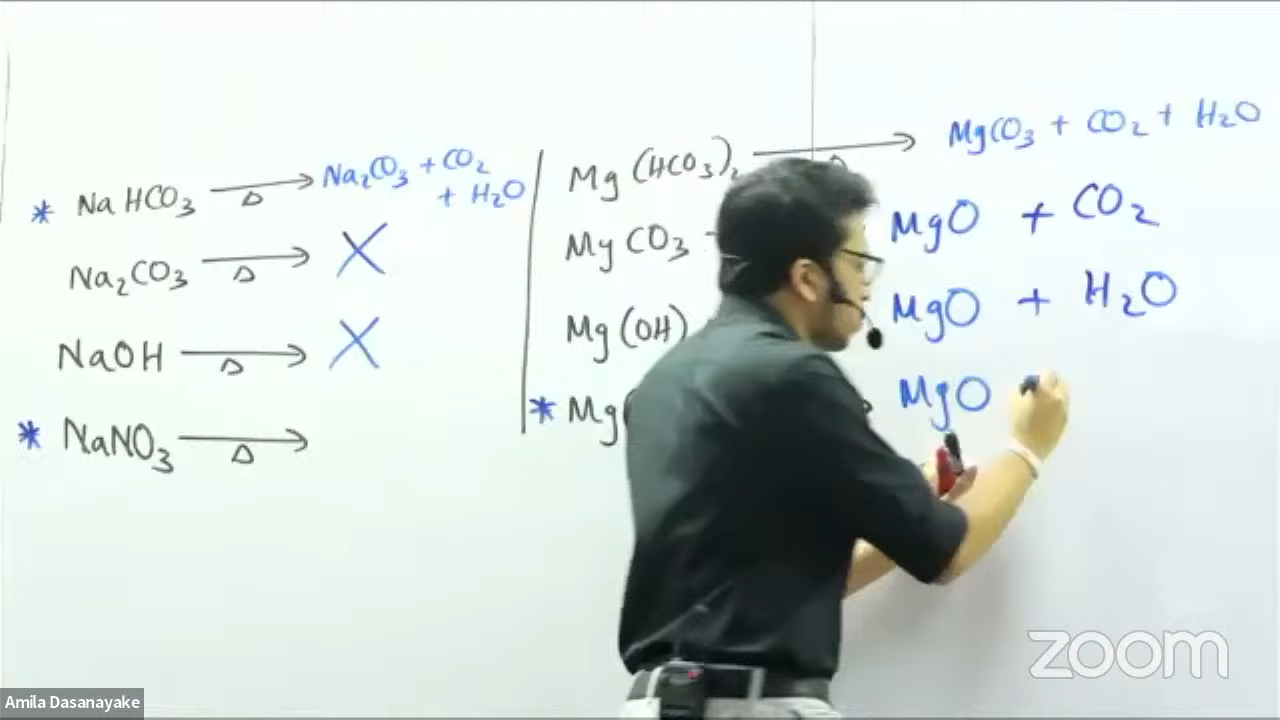 * NaHCO₃ →Δ Na₂CO₃ + CO₂ + H₂O
Na₂CO₃ →Δ X
NaOH →Δ X
* NaNO₃ →Δ
Mg(HCO₃)₂ → MgCO₃ + CO₂ + H₂O
MgCO₃ MgO + CO₂
Mg(OH) MgO + H₂O
* Mg MgO
zoom
Amila Dasanayake